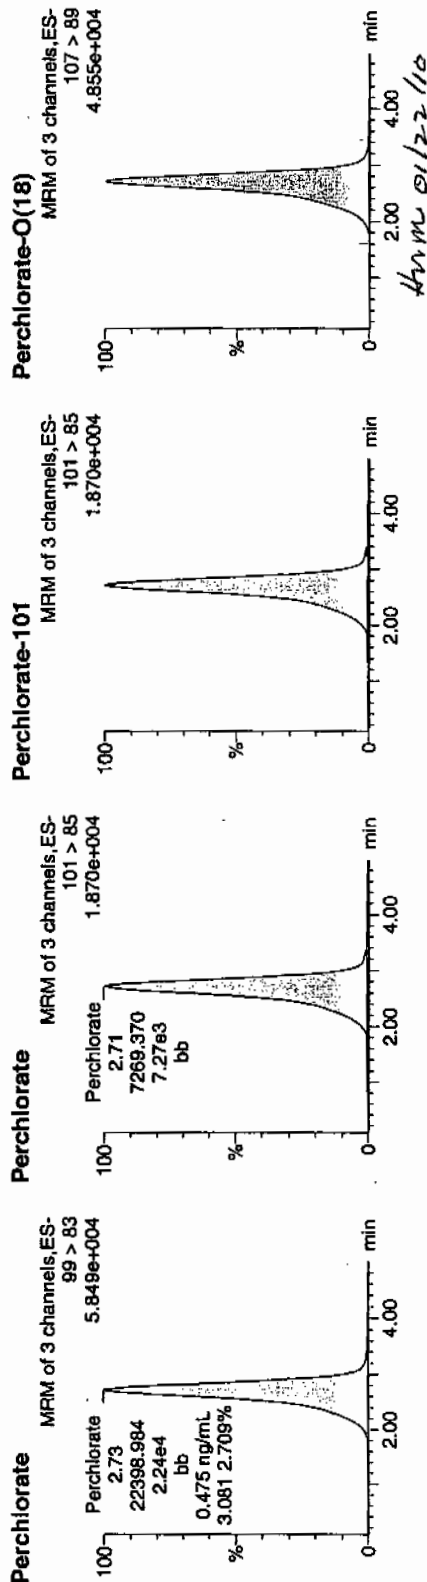 Perchlorate
MRM of 3 channels,ES-
99 > 83
5.849e+004
100
Perchlorate
2.73
22398.984
2.24e4
bb
0.475 ng/mL
3.081 2.709%
%
0
2.00
4.00
min
Perchlorate
MRM of 3 channels,ES-
101 > 85
1.870e+004
100
Perchlorate
2.71
7269.370
7.27e3
bb
%
0
2.00
4.00
min
Perchlorate-101
MRM of 3 channels,ES-
101 > 85
1.870e+004
100
%
0
2.00
4.00
min
Perchlorate-O(18)
MRM of 3 channels,ES-
107 > 89
4.855e+004
100
%
0
2.00
4.00
min
01/22/10